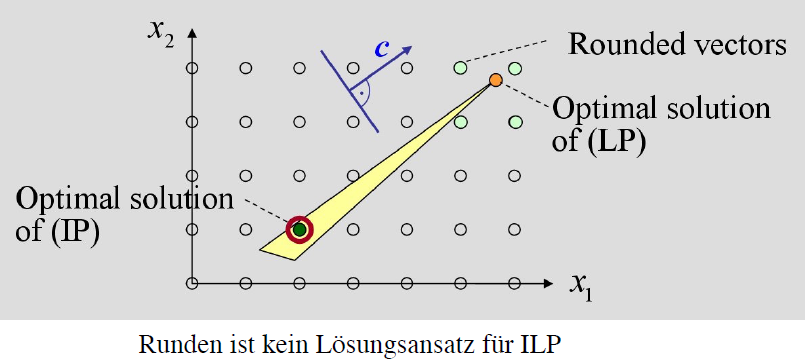 x2
c
Rounded vectors
Optimal solution
of (LP)
Optimal solution
of (IP)
x1
Runden ist kein Lösungsansatz für ILP